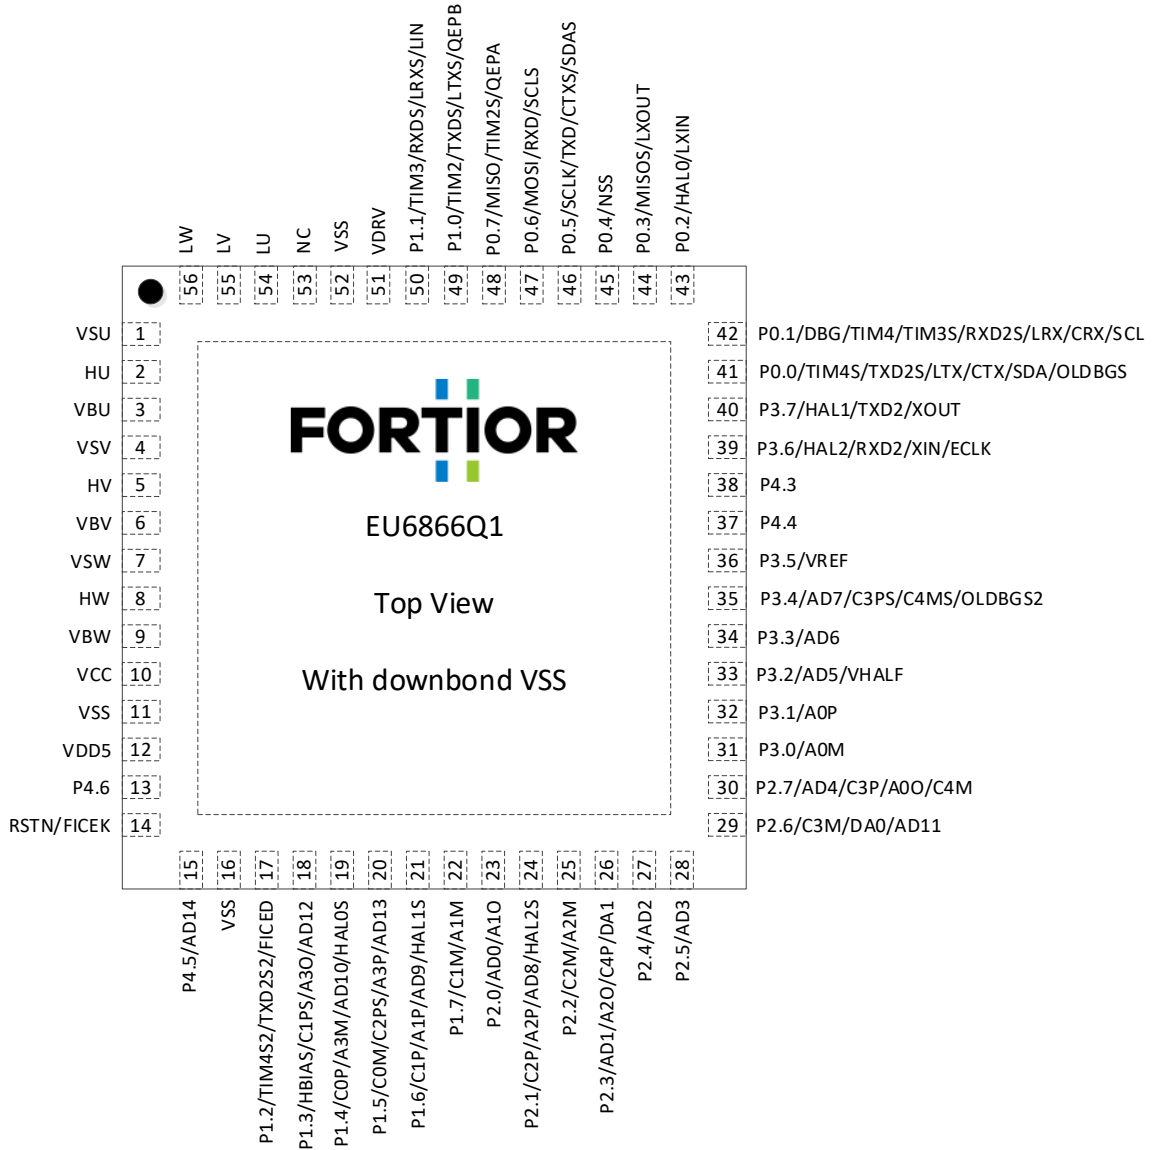 P1.1/TIM3/RXDS/LRXS/LIN
P1.0/TIM2/TXDS/LTXS/QEPB
P0.7/MISO/TIM2S/QEPA
P0.6/MOSI/RXD/SCLS
P0.5/SCLK/TXD/CTXS/SDAS
P0.4/NSS
P0.3/MISOS/LXOUT
P0.2/HAL0/LXIN
LW
LV
LU
NC
VSS
VDRV
56
55
54
53
52
51
50
49
48
47
46
45
44
43
VSU 1
HU 2
VBU 3
VSV 4
HV 5
VBV 6
VSW 7
HW 8
VBW 9
VCC 10
VSS 11
VDD5 12
P4.6 13
RSTN/FICEK 14
FORTIOR
EU6866Q1
Top View
With downbond VSS
42 P0.1/DBG/TIM4/TIM3S/RXD2S/LRX/CRX/SCL
41 P0.0/TIM4S/TXD2S/LTX/CTX/SDA/OLDBGS
40 P3.7/HAL1/TXD2/XOUT
39 P3.6/HAL2/RXD2/XIN/ECLK
38 P4.3
37 P4.4
36 P3.5/VREF
35 P3.4/AD7/C3PS/C4MS/OLDBGS2
34 P3.3/AD6
33 P3.2/AD5/VHALF
32 P3.1/A0P
31 P3.0/A0M
30 P2.7/AD4/C3P/A0O/C4M
29 P2.6/C3M/DA0/AD11
15
16
17
18
19
20
21
22
23
24
25
26
27
28
P4.5/AD14
VSS
P1.2/TIM4S2/TXD2S2/FICED
P1.3/HBIAS/C1PS/A3O/AD12
P1.4/C0P/A3M/AD10/HAL0S
P1.5/C0M/C2PS/A3P/AD13
P1.6/C1P/A1P/AD9/HAL1S
P1.7/C1M/A1M
P2.0/AD0/A1O
P2.1/C2P/A2P/AD8/HAL2S
P2.2/C2M/A2M
P2.3/AD1/A2O/C4P/DA1
P2.4/AD2
P2.5/AD3